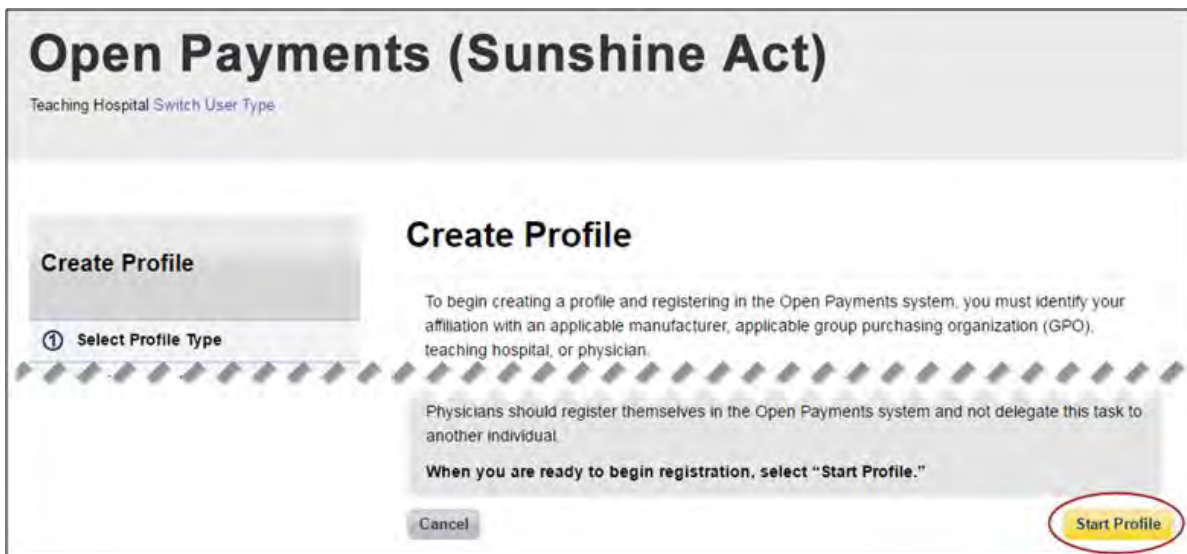 Open Payments (Sunshine Act)
Teaching Hospital Switch User Type
Create Profile
1 Select Profile Type
Create Profile
To begin creating a profile and registering in the Open Payments system, you must identify your
affiliation with an applicable manufacturer, applicable group purchasing organization (GPO),
teaching hospital, or physician.
Physicians should register themselves in the Open Payments system and not delegate this task to
another individual.
When you are ready to begin registration, select “Start Profile.”
Cancel
Start Profile